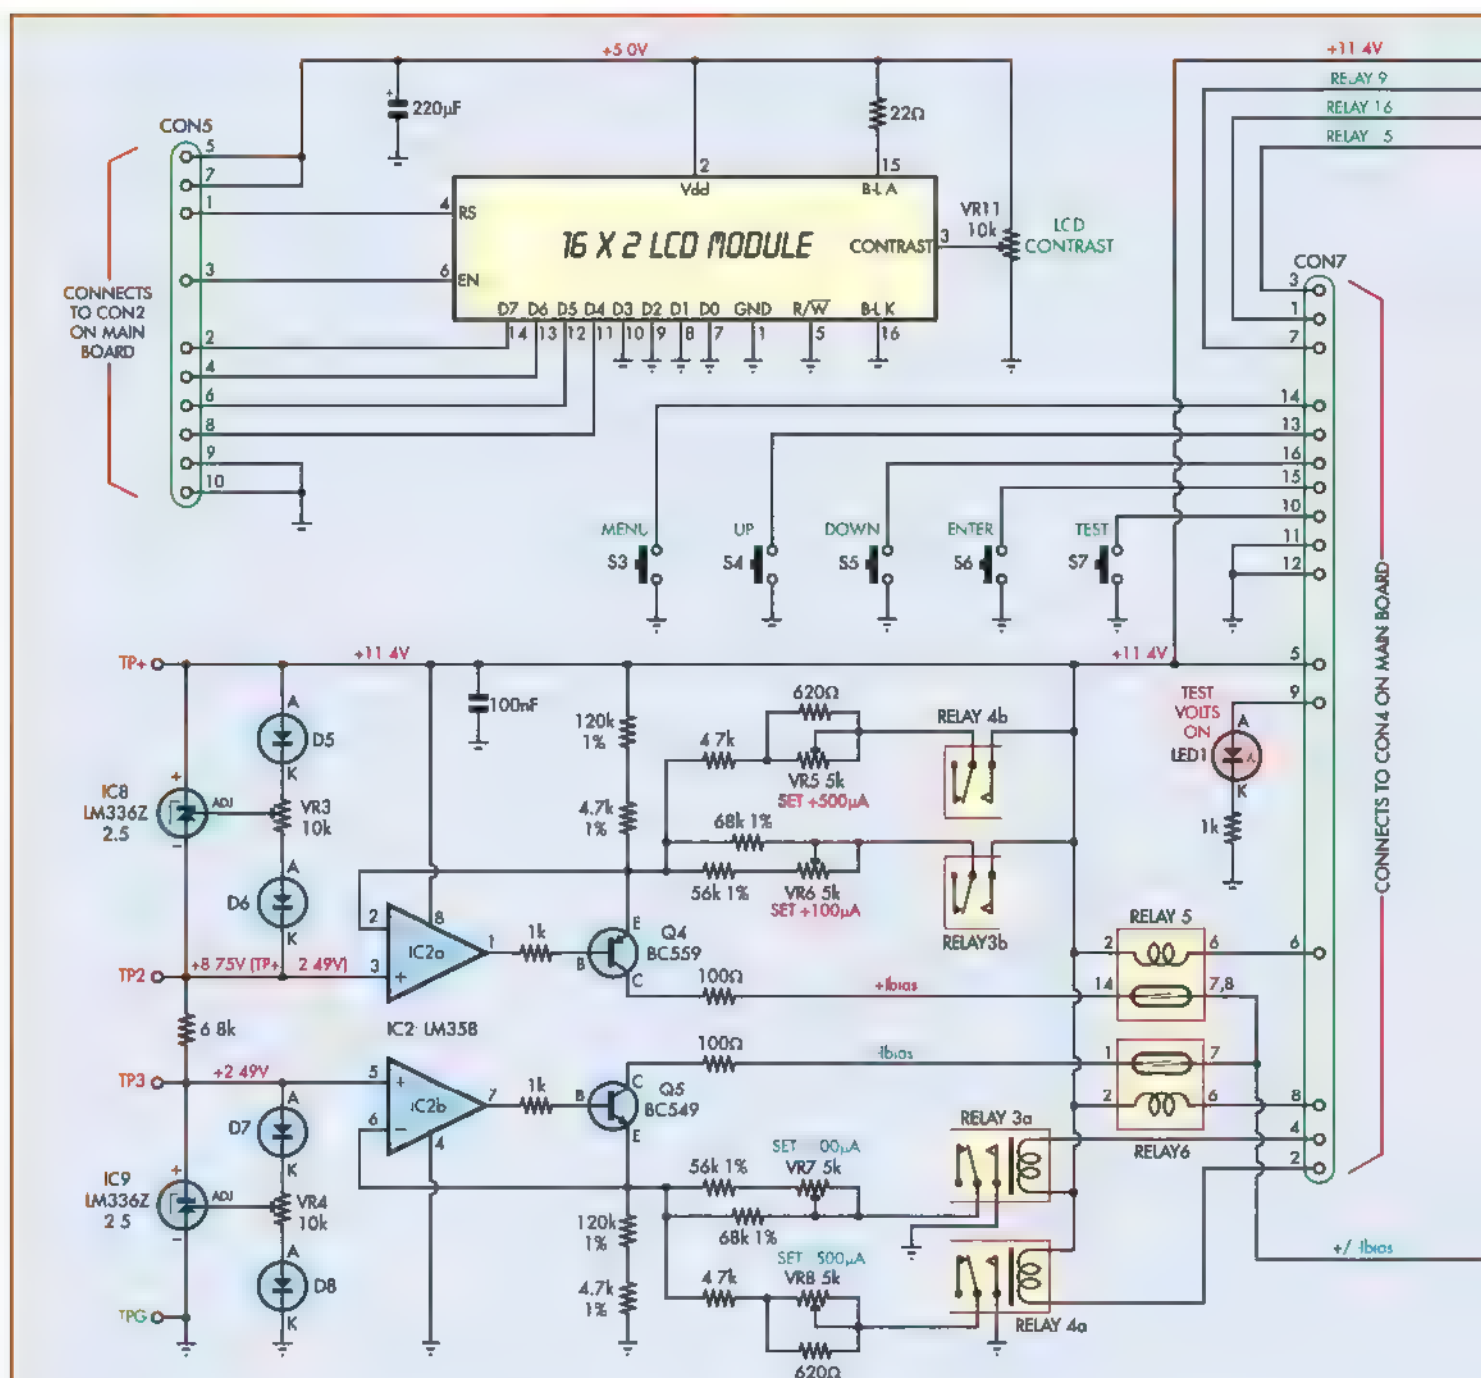 +5 0V
+11 4V
RELAY 9
RELAY 16
RELAY 5
CON5
220µF
22Ω
5
7
1
3
2
4
6
8
9
10
CONNECTS
TO CON2
ON MAIN
BOARD
2
15
Vdd
B-L A
4
RS
6
EN
16 X 2 LCD MODULE
CONTRAST
3
VR11
10k
LCD
CONTRAST
D7 D6 D5 D4 D3 D2 D1 D0 GND R/W B-L K
14 13 12 11 10 9 8 7 1 5 16
CON7
3
1
7
14
13
16
15
10
11
12
5
9
6
8
4
2
CONNECTS TO CON4 ON MAIN BOARD
MENU
S3
UP
S4
DOWN
S5
ENTER
S6
TEST
S7
TP+
+11 4V
+11 4V
100nF
A
D5
K
IC8
LM336Z
2.5
+
ADJ
−
VR3
10k
A
D6
K
120k
1%
4.7k
1%
620Ω
4 7k
VR5 5k
SET +500µA
RELAY 4b
68k 1%
56k 1%
VR6 5k
SET +100µA
RELAY3b
TEST
VOLTS
ON
A
LED1
λ
K
1k
TP2
+8 75V (TP+ 2 49V)
2
3
+
8
IC2a
1
1k
B
E
C
Q4
BC559
100Ω
+Ibias
RELAY 5
2
6
14
7,8
6 8k
IC2 LM358
TP3
+2 49V
5
+
6
−
IC2b
7
4
1k
B
C
E
Q5
BC549
100Ω
-Ibias
1
7
2
6
RELAY6
A
D7
K
IC9
LM336Z
2 5
+
ADJ
−
VR4
10k
A
D8
K
TPG
SET 00µA
56k 1%
VR7 5k
68k 1%
RELAY 3a
120k
1%
4.7k
1%
SET 500µA
4 7k
VR8 5k
620Ω
RELAY 4a
+/ -Ibias